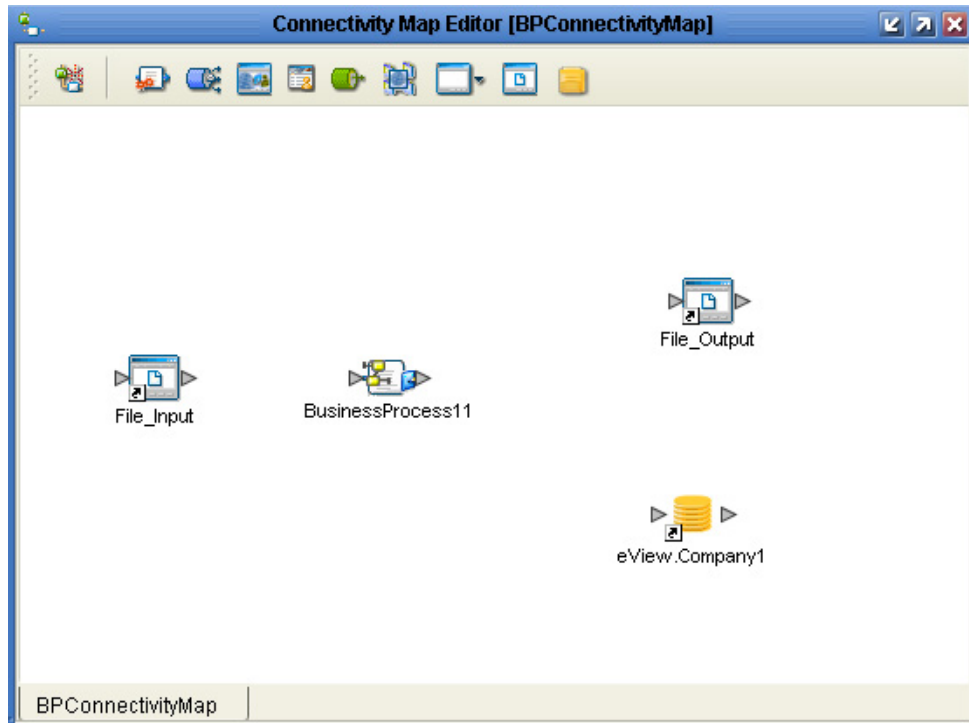 Connectivity Map Editor [BPConnectivityMap]
File_Output
File_Input
BusinessProcess11
eView.Company1
BPConnectivityMap